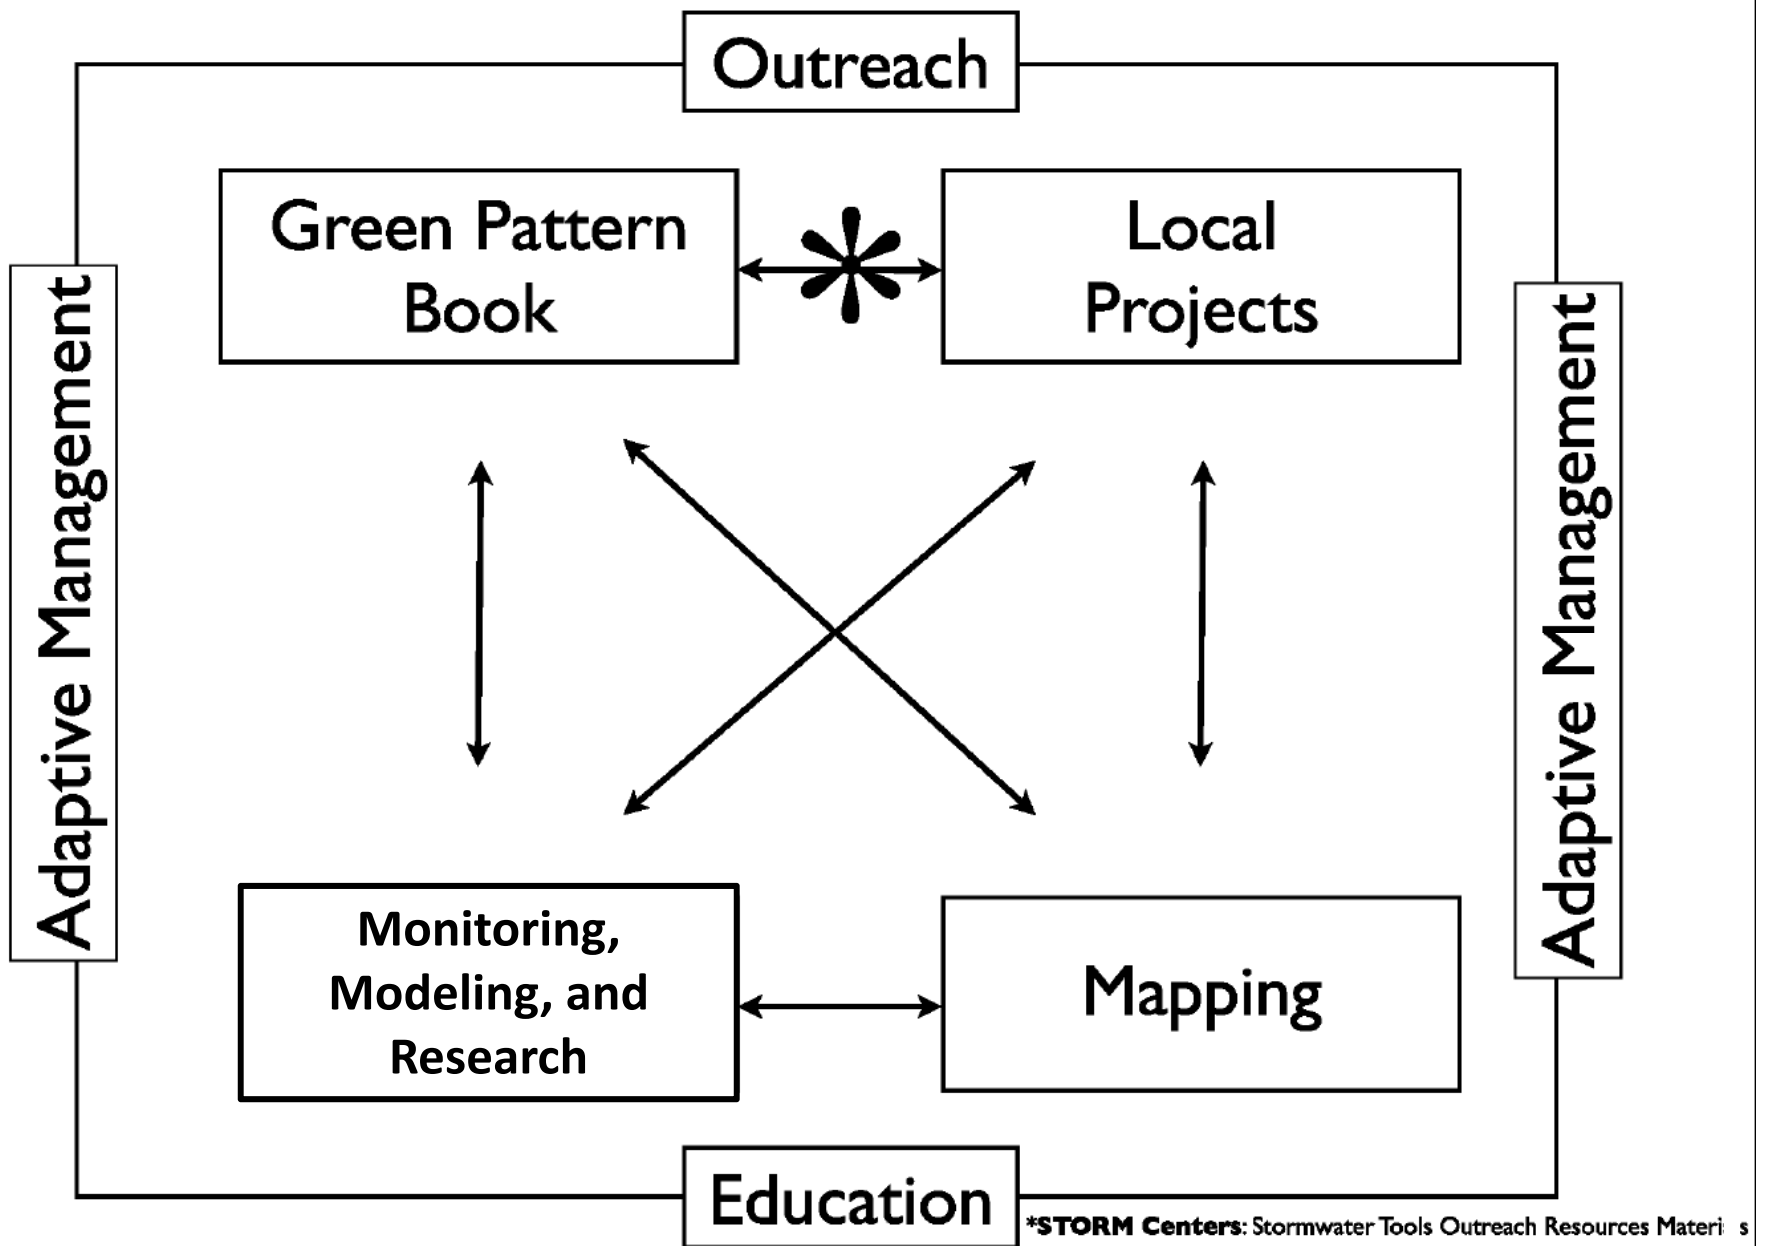 Outreach
Green Pattern
Book
*
Local
Projects
Adaptive Management
Adaptive Management
Monitoring,
Modeling, and
Research
Mapping
Education
*STORM Centers: Stormwater Tools Outreach Resources